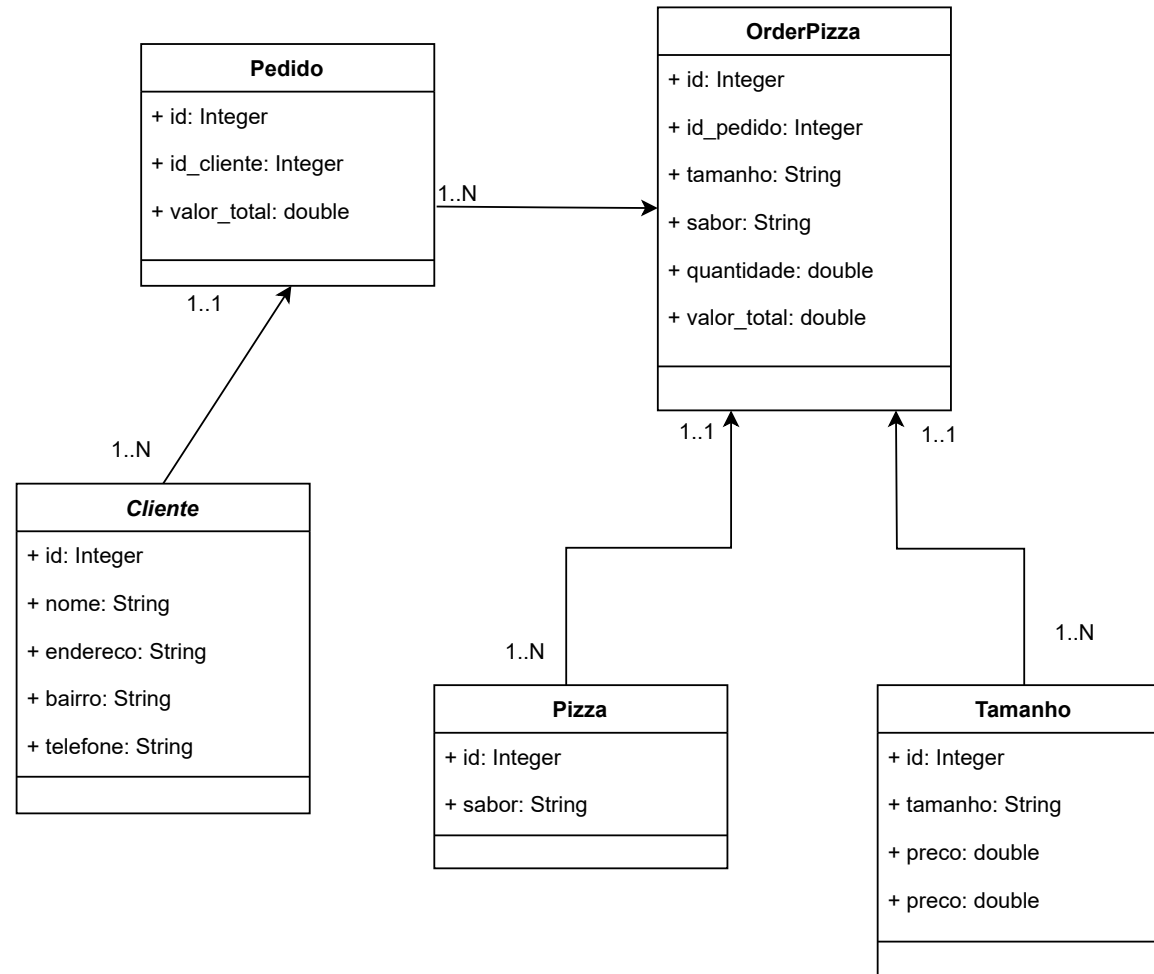 Pedido
+ id: Integer
+ id_cliente: Integer
+ valor_total: double
1..N
1..1
OrderPizza
+ id: Integer
+ id_pedido: Integer
+ tamanho: String
+ sabor: String
+ quantidade: double
+ valor_total: double
1..1
1..1
1..N
Cliente
+ id: Integer
+ nome: String
+ endereco: String
+ bairro: String
+ telefone: String
1..N
Pizza
+ id: Integer
+ sabor: String
1..N
Tamanho
+ id: Integer
+ tamanho: String
+ preco: double
+ preco: double